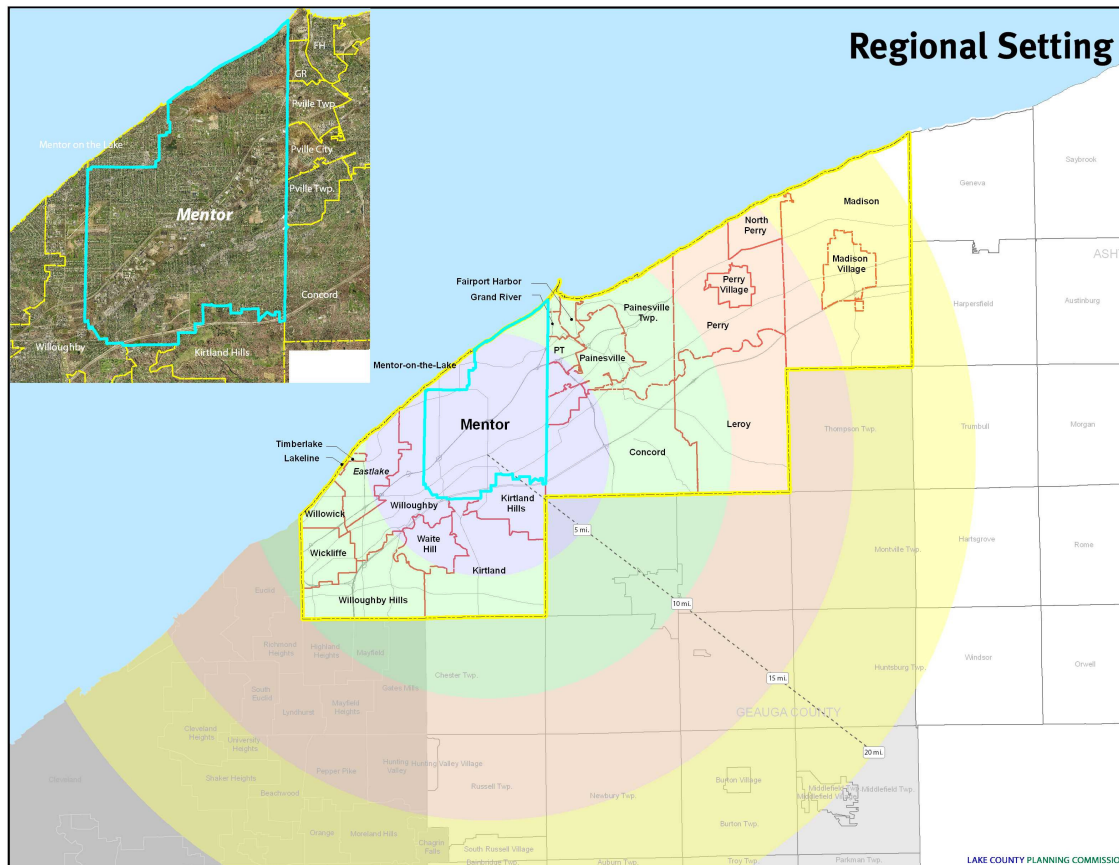 Regional Setting
FH
GR
Pville Twp.
Pville City
Pville Twp.
Mentor on the Lake
Mentor
Concord
Willoughby
Kirtland Hills
Saybrook
Geneva
Madison
North
Perry
Madison
Village
Perry
Village
Perry
Fairport Harbor
Grand River
Painesville
Twp.
PT
Painesville
Harpersfield
Austinburg
Mentor-on-the-Lake
Mentor
Leroy
Concord
Thompson Twp.
Trumbull
Morgan
Timberlake
Lakeline
Eastlake
Willoughby
Kirtland
Hills
Willowick
Waite
Hill
Wickliffe
Kirtland
Willoughby Hills
5 mi.
Hartsgrove
Rome
Montville Twp.
Euclid
10 mi.
Richmond
Heights
Highland
Heights
Mayfield
Windsor
Orwell
Huntsburg Twp.
Chester Twp.
Gates Mills
15 mi.
South
Euclid
Lyndhurst
Mayfield
Heights
GEAUGA COUNTY
Cleveland
Heights
University
Heights
20 mi.
Cleveland
Shaker Heights
Pepper Pike
Hunting
Valley
Hunting Valley Village
Russell Twp.
Newbury Twp.
Burton Village
Middlefield Village
Middlefield Twp.
Beachwood
Orange
Moreland Hills
Chagrin
Falls
Burton Twp.
South Russell Village
Bainbridge Twp.
Auburn Twp.
Troy Twp.
Parkman Twp.
LAKE COUNTY PLANNING COMMISSIO